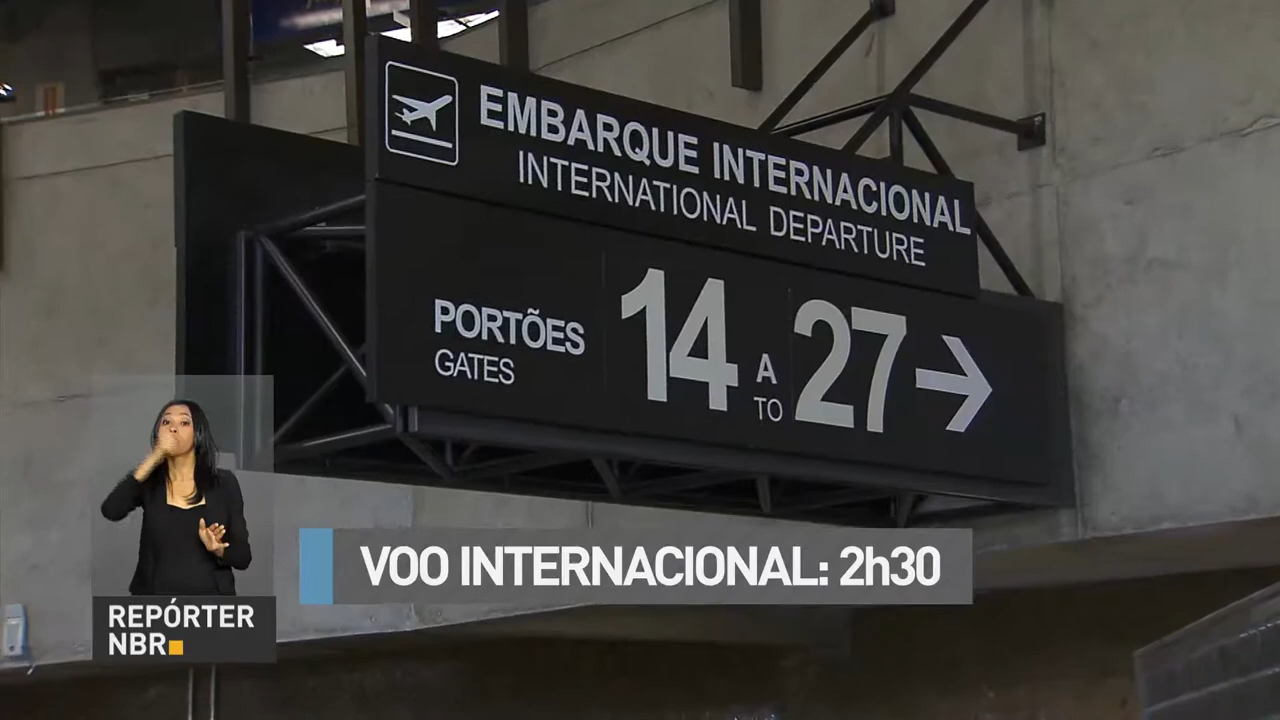 EMBARQUE INTERNACIONAL
INTERNATIONAL DEPARTURE
PORTÕES
GATES
14 A TO 27
VOO INTERNACIONAL: 2h30
REPÓRTER
NBR